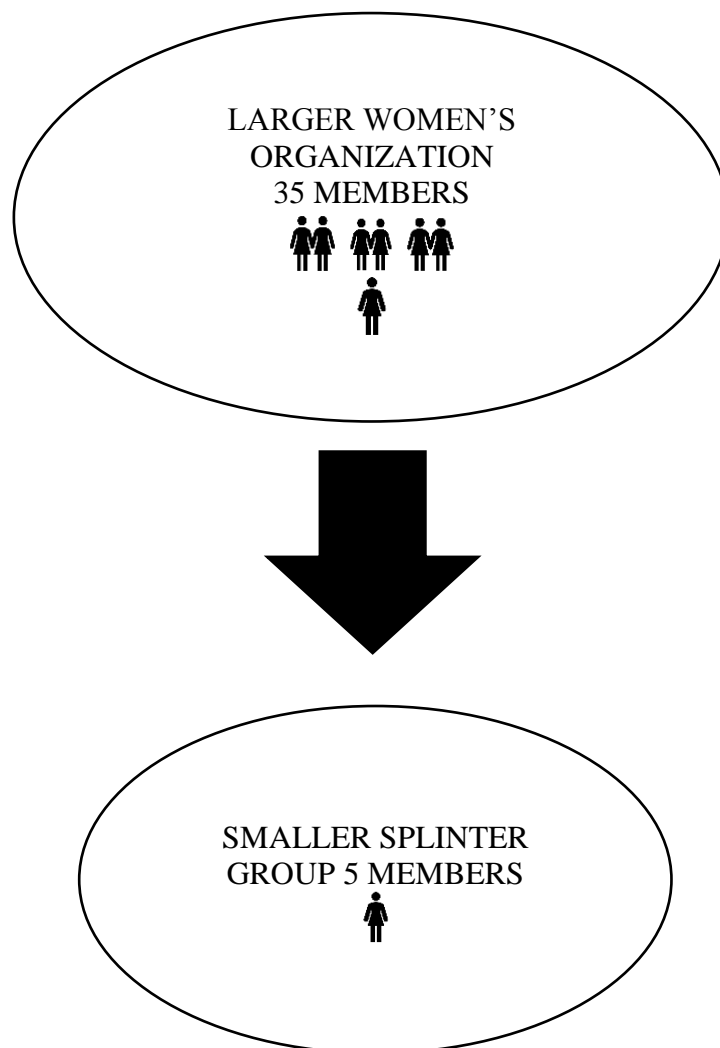 LARGER WOMEN’S
ORGANIZATION
35 MEMBERS
SMALLER SPLINTER
GROUP 5 MEMBERS